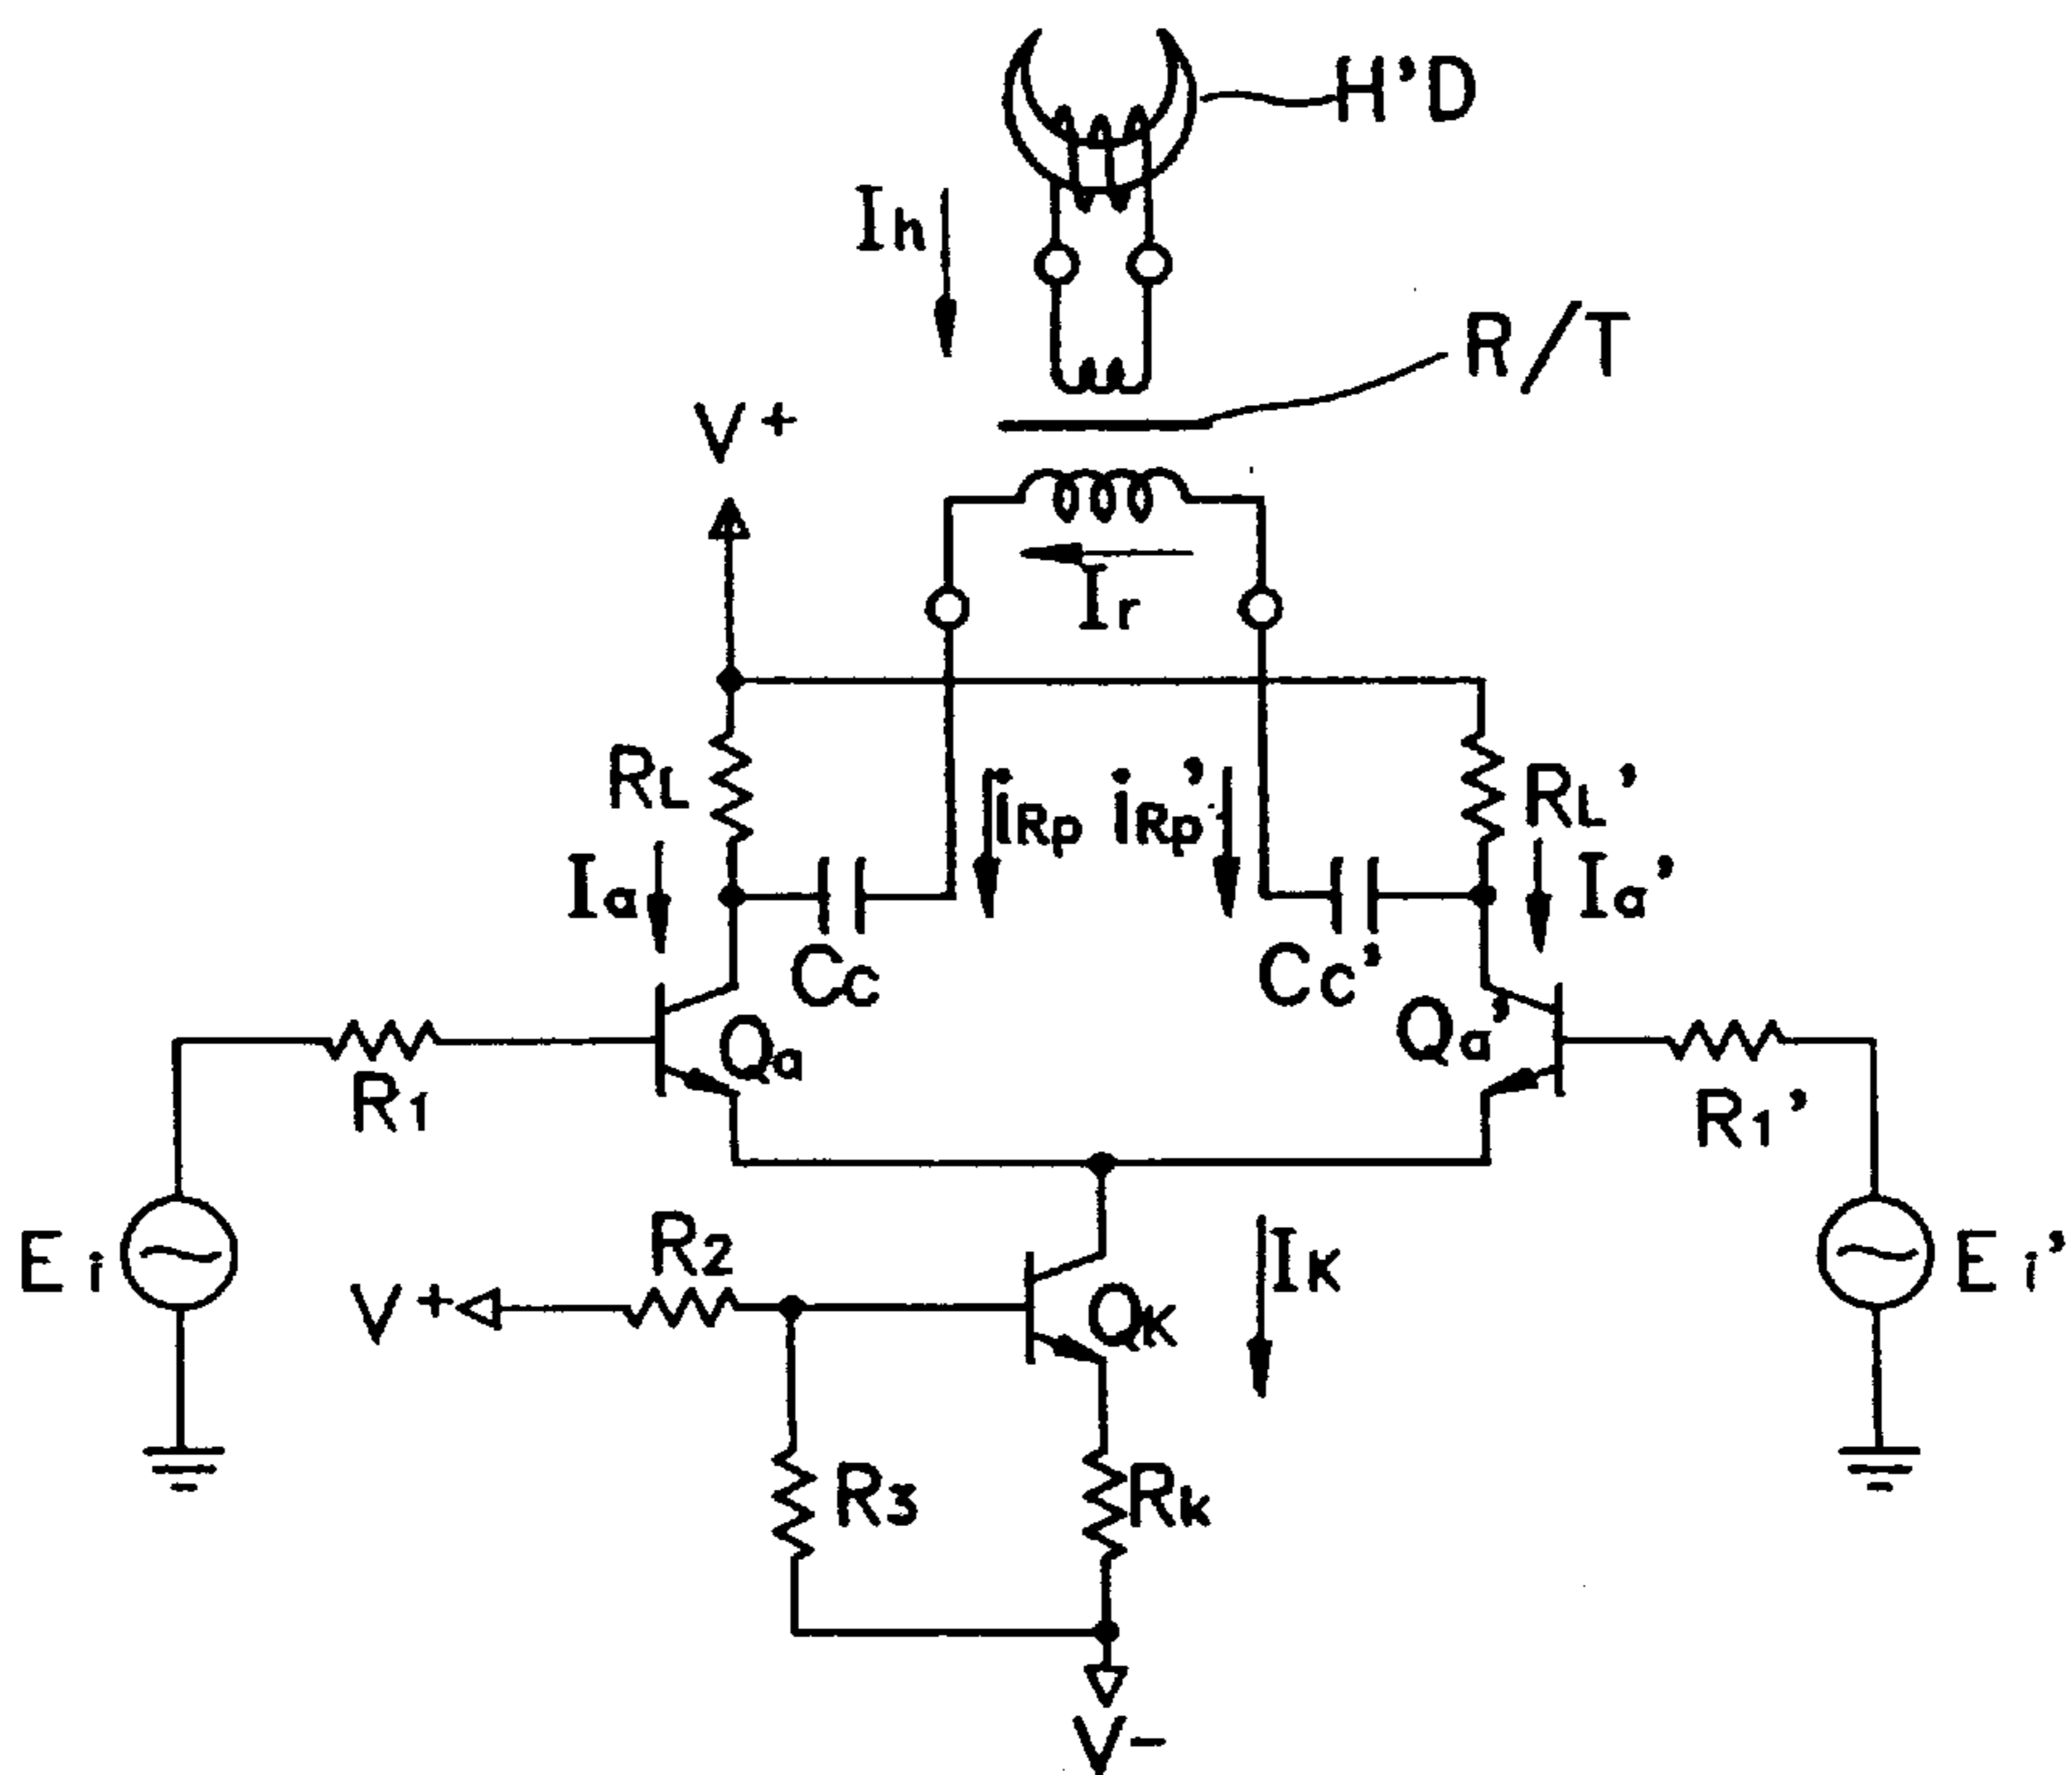 H'D
Ih
R/T
V+
Ir
RL
iRp
iRp'
RL'
Ia
Ia'
Cc
Cc'
Qa
Qa'
R1
R1'
Ei
R2
IK
Ei'
V+
QK
R3
Rk
V-